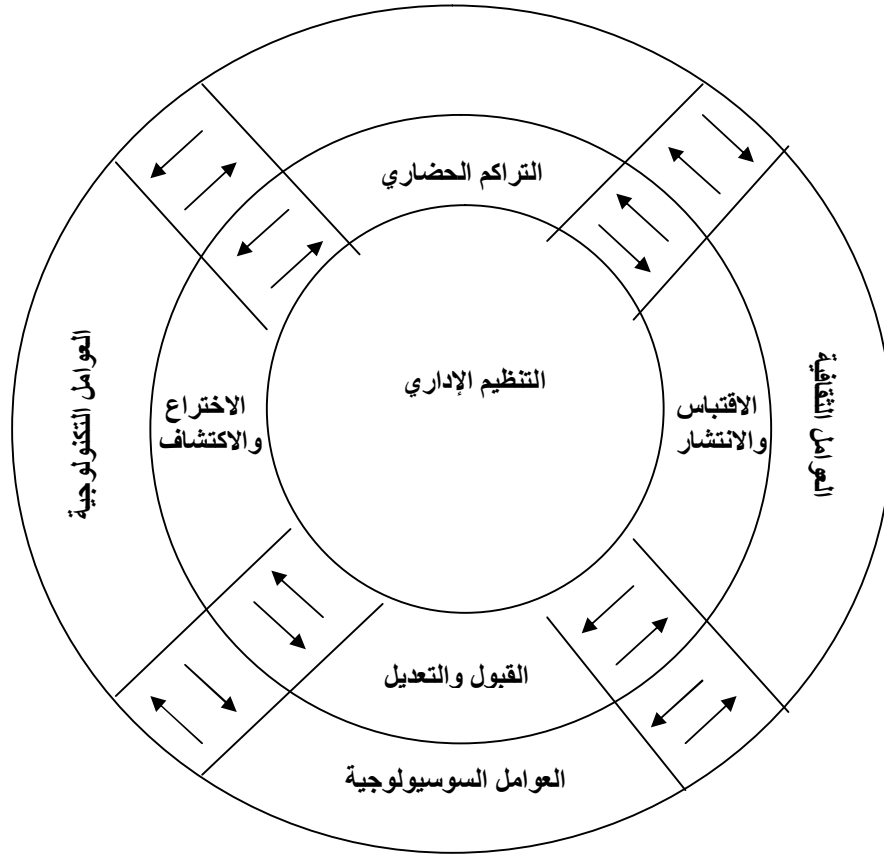 التراكم الحضاري
العوامل الثقافية
الاقتباس
والانتشار
التنظيم الإداري
الاختراع
والاكتشاف
العوامل التكنولوجية
القبول والتعديل
العوامل السوسيولوجية